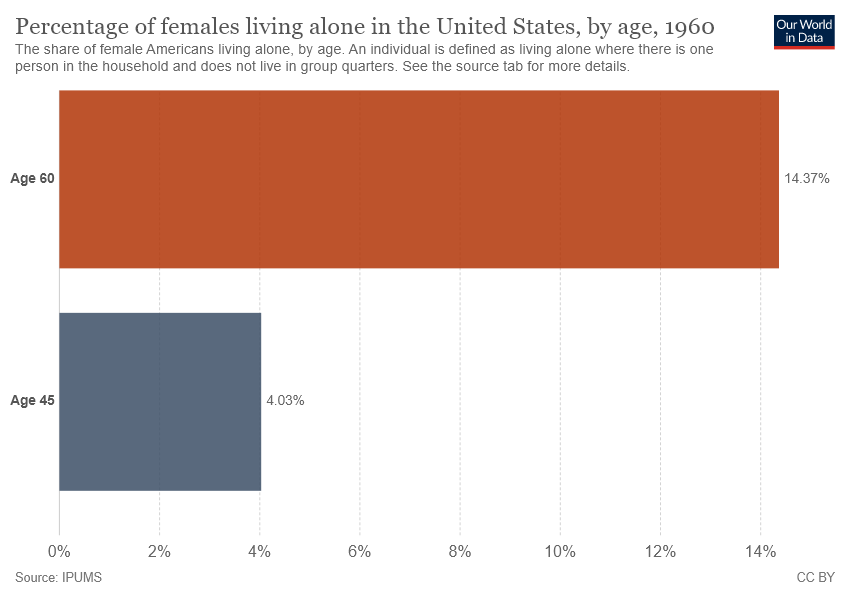 Percentage of females living alone in the United States, by age, 1960
The share of female Americans living alone, by age. An individual is defined as living alone where there is one
person in the household and does not live in group quarters. See the source tab for more details.
Our World
in Data
Age 60
14.37%
Age 45
4.03%
0% 2% 4% 6% 8% 10% 12% 14%
Source: IPUMS
CC BY